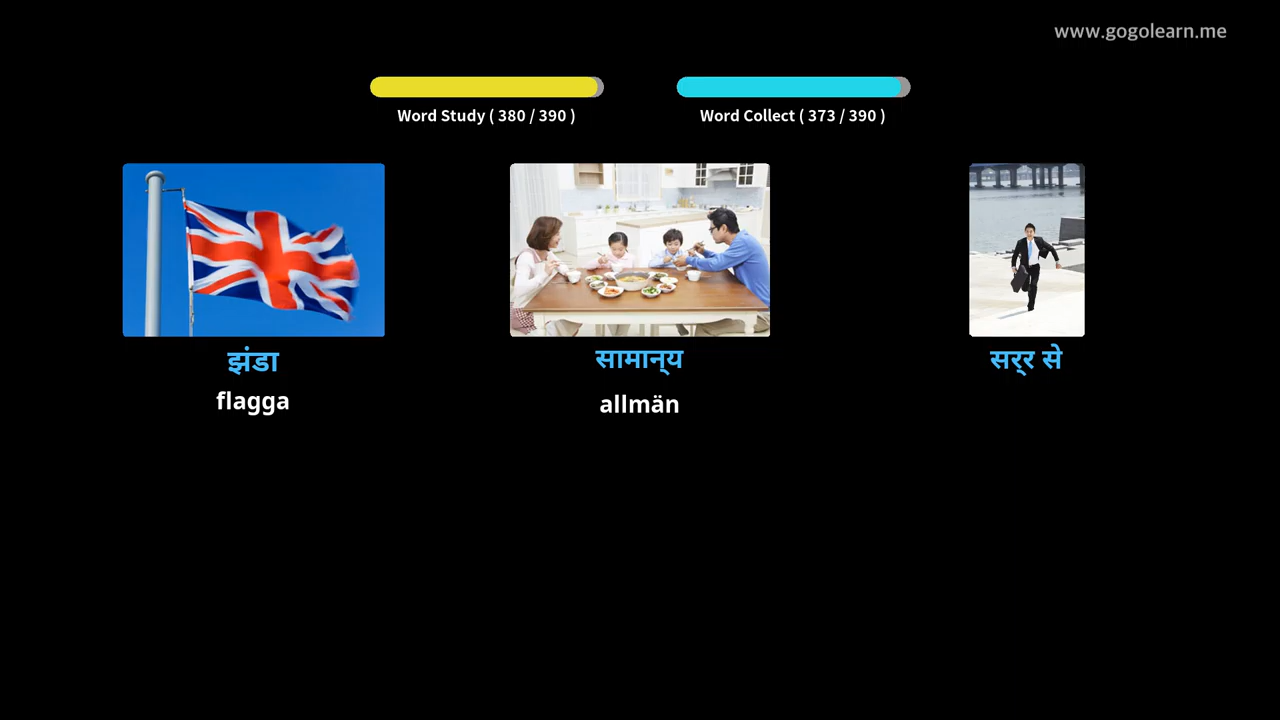 www.gogolearn.me
Word Study ( 380 / 390 )
Word Collect ( 373 / 390 )
झंडा
सामान्य
सर्र से
flagga
allmän